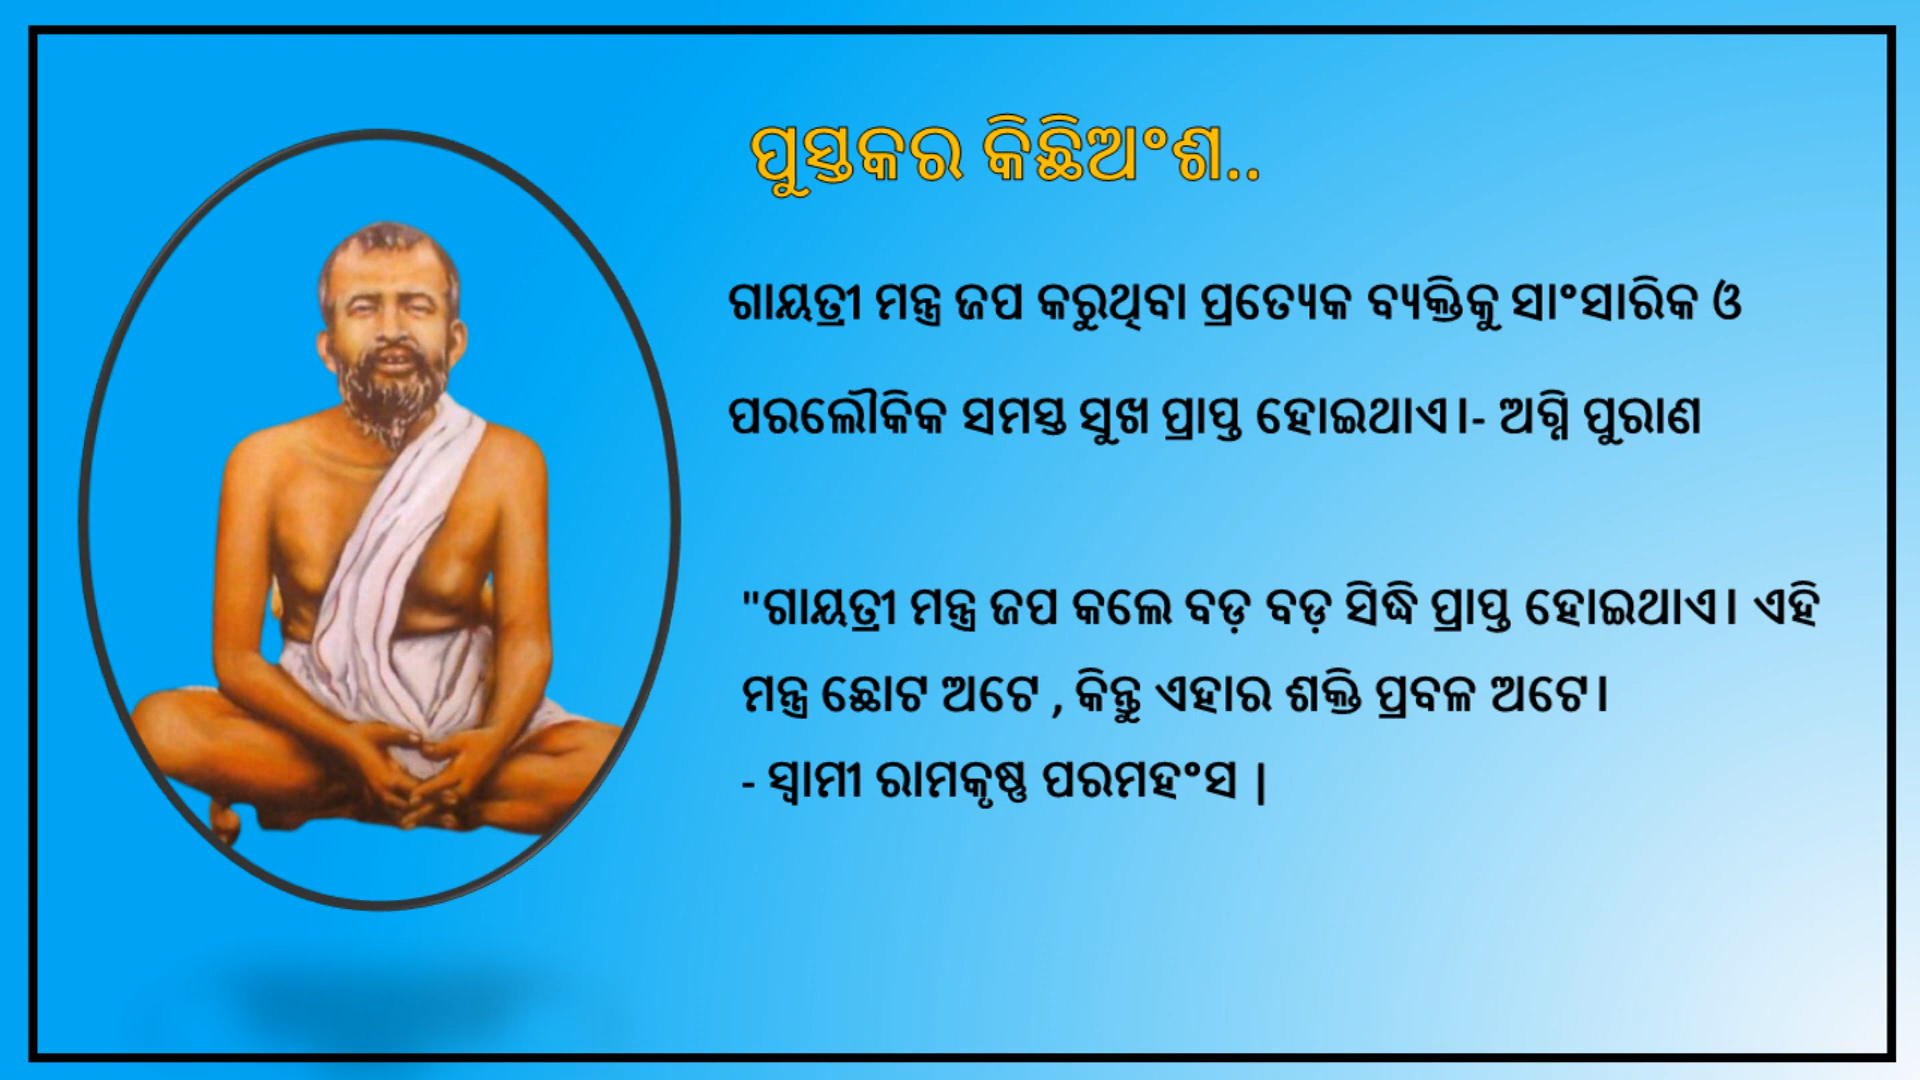 ପୁସ୍ତକର କିଛିଅଂଶ..
ଗାୟତ୍ରୀ ମନ୍ତ୍ର ଜପ କରୁଥିବା ପ୍ରତ୍ୟେକ ବ୍ୟକ୍ତିକୁ ସାଂସାରିକ ଓ
ପରଲୌକିକ ସମସ୍ତ ସୁଖ ପ୍ରାପ୍ତ ହୋଇଥାଏ।- ଅଗ୍ନି ପୁରାଣ
"ଗାୟତ୍ରୀ ମନ୍ତ୍ର ଜପ କଲେ ବଡ଼ ବଡ଼ ସିଦ୍ଧି ପ୍ରାପ୍ତ ହୋଇଥାଏ। ଏହି
ମନ୍ତ୍ର ଛୋଟ ଅଟେ , କିନ୍ତୁ ଏହାର ଶକ୍ତି ପ୍ରବଳ ଅଟେ।
- ସ୍ୱାମୀ ରାମକୃଷ୍ଣ ପରମହଂସ |